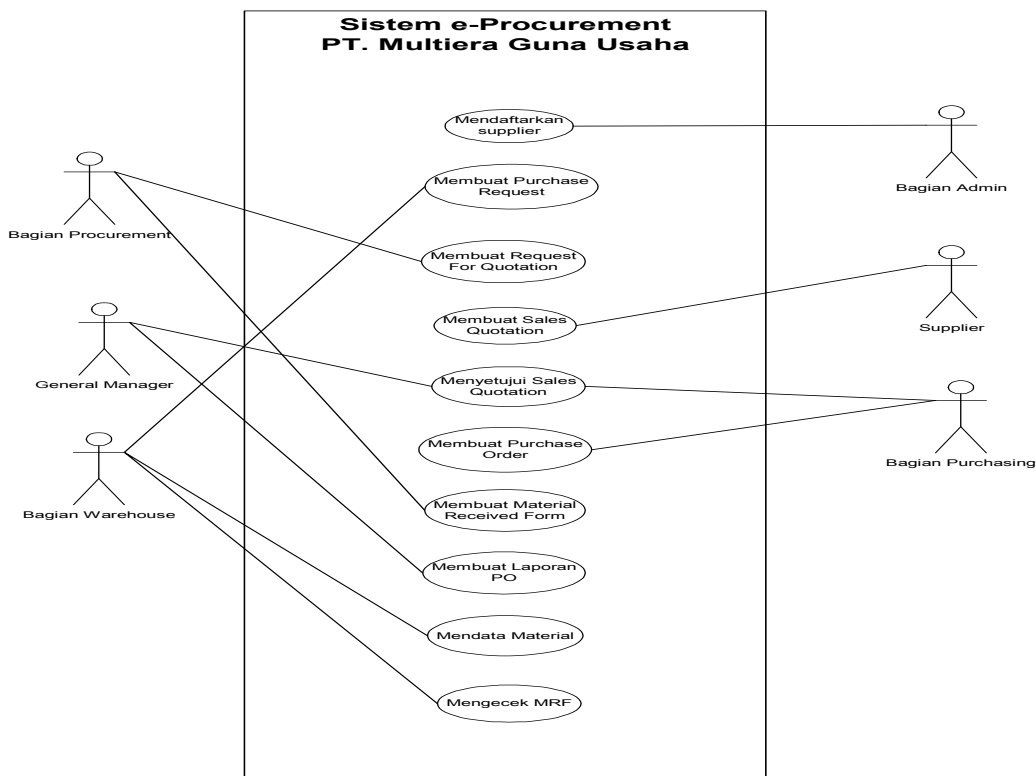 Sistem e-Procurement
PT. Multiera Guna Usaha
Mendaftarkan
supplier
Bagian Admin
Membuat Purchase
Request
Bagian Procurement
Membuat Request
For Quotation
Membuat Sales
Quotation
Supplier
General Manager
Menyetujui Sales
Quotation
Membuat Purchase
Order
Bagian Purchasing
Bagian Warehouse
Membuat Material
Received Form
Membuat Laporan
PO
Mendata Material
Mengecek MRF